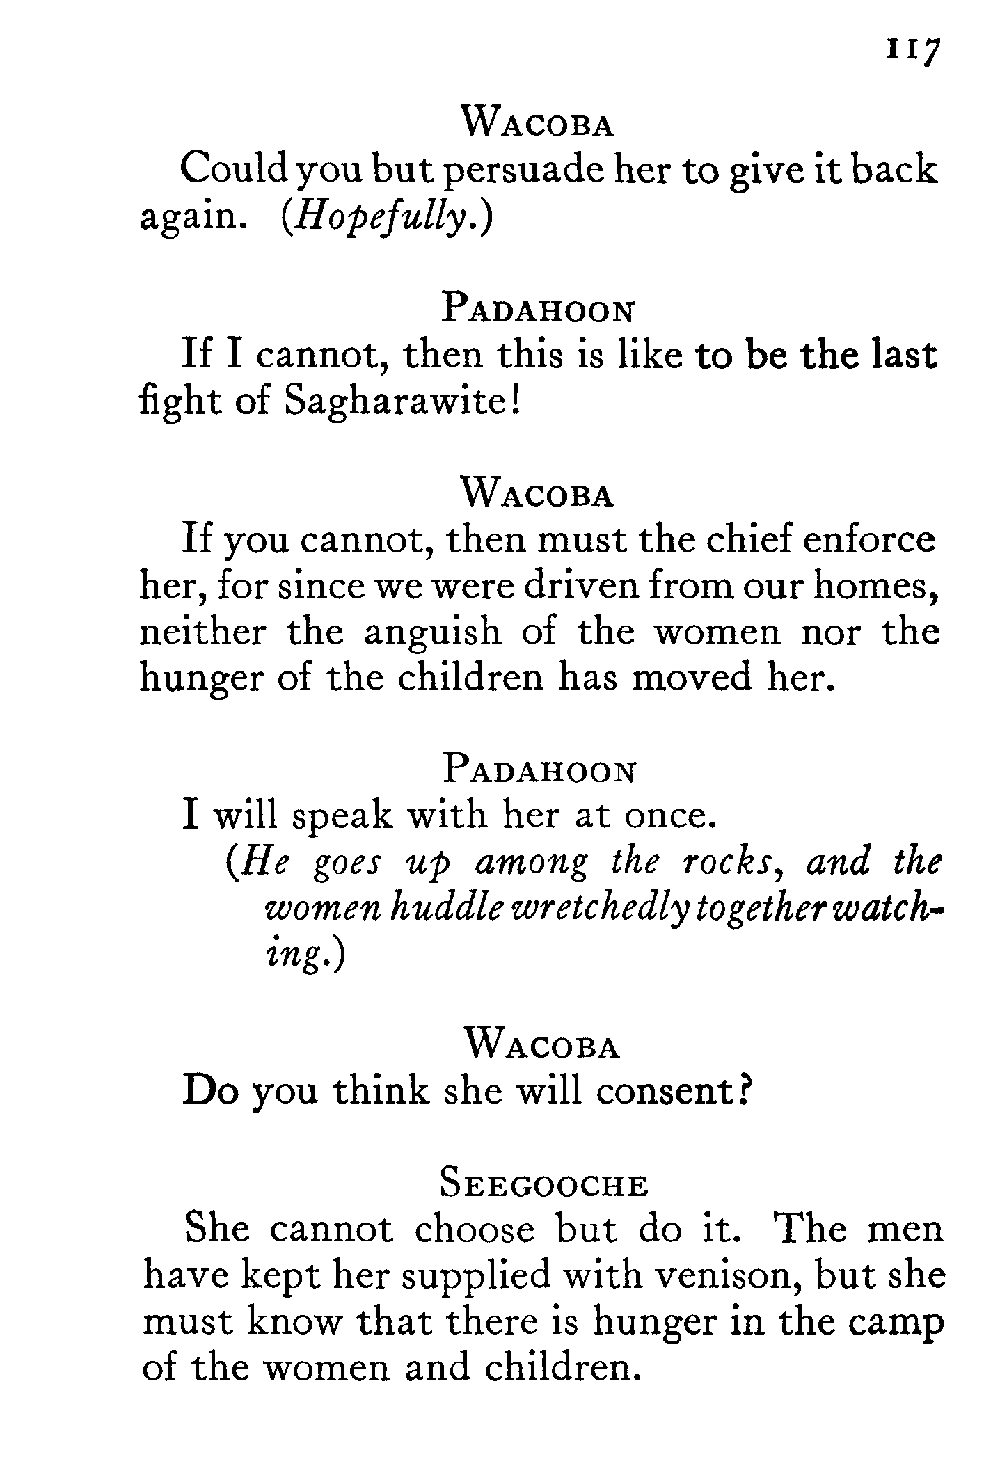 117
WACOBA
Could you but persuade her to give it back
again. (Hopefully.)
PADAHOON
If I cannot, then this is like to be the last
fight of Sagharawite!
WACOBA
If you cannot, then must the chief enforce
her, for since we were driven from our homes,
neither the anguish of the women nor the
hunger of the children has moved her.
PADAHOON
I will speak with her at once.
(He goes up among the rocks, and the
women huddle wretchedly together watch-
ing.)
WACOBA
Do you think she will consent?
SEEGOOCHE
She cannot choose but do it. The men
have kept her supplied with venison, but she
must know that there is hunger in the camp
of the women and children.